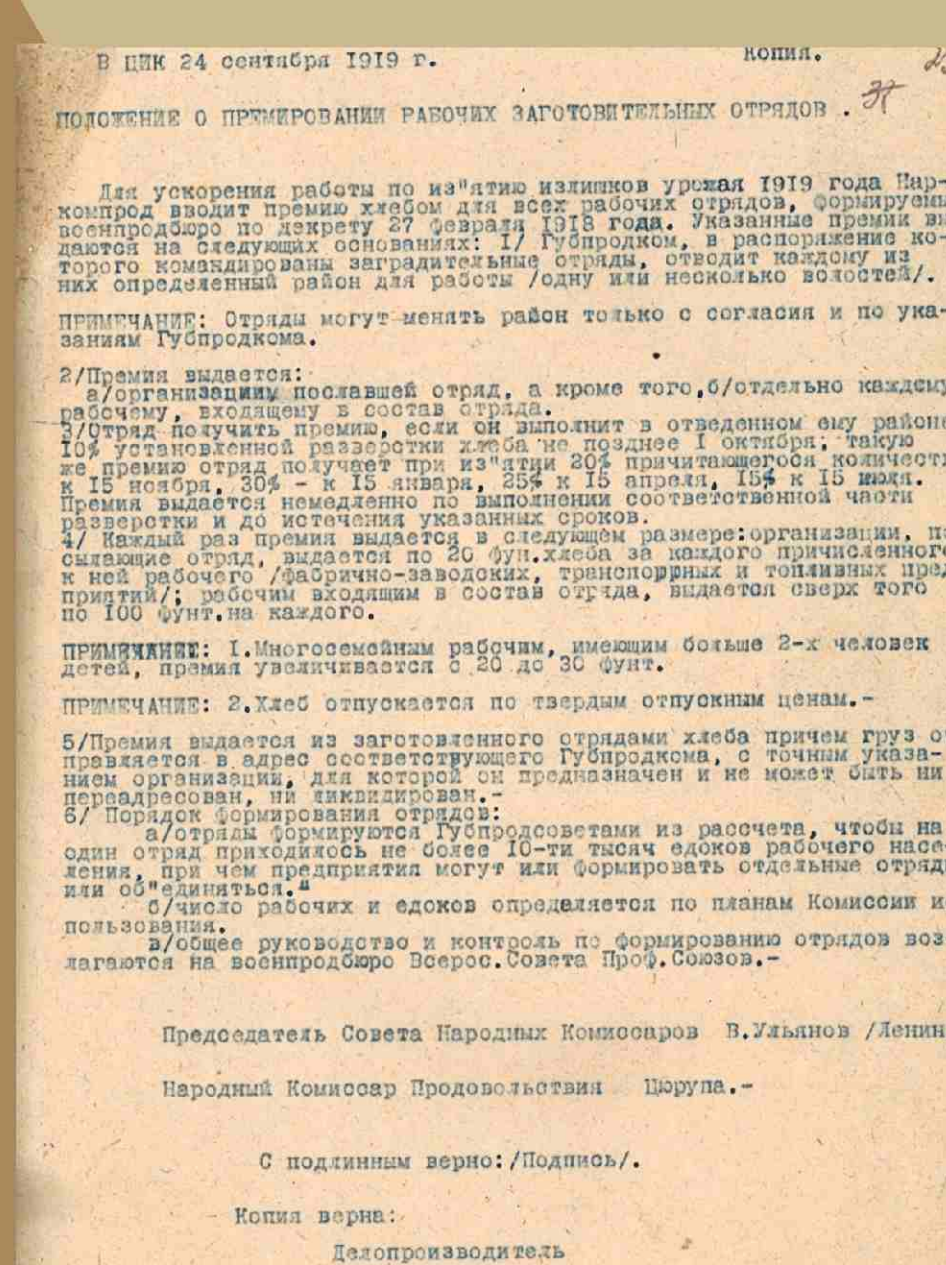 В ЦИК 24 сентября 1919 г.
Копия.
37
ПОЛОЖЕНИЕ О ПРЕМИРОВАНИИ РАБОЧИХ ЗАГОТОВИТЕЛЬНЫХ ОТРЯДОВ .
Для ускорения работы по из"ятию излишков урожая 1919 года Нар-
компрод вводит премию хлебом для всех рабочих отрядов, формируемы
военпродбюро по декрету 27 февраля 1918 года. Указанные премии вы
даются на следующих основаниях: I/ Губпродком, в распоряжение ко-
торого командированы заградительные отряды, отводит каждому из
них определенный район для работы /одну или несколько волостей/.
ПРИМЕЧАНИЕ: Отряды могут менять район только с согласия и по ука-
заниям Губпродкома.
2/Премия выдается:
а/организациим пославшей отряд, а кроме того,б/отдельно каждому
рабочему, входящему в состав отряда.
3/Отряд получить премию, если он выполнит в отведенном ему районе
10% установленной разверстки хлеба не позднее I октября; такую
же премию отряд получает при из"ятии 20% причитающегося количеств
к 15 ноября, 30% - к 15 января, 25% к 15 апреля, 15% к 15 июля.
Премия выдается немедленно по выполнении соответственной части
разверстки и до истечения указанных сроков.
4/ Каждый раз премия выдается в следующем размере:организации, п
сылающие отряд, выдается по 20 фун.хлеба за каждого причисленного
к ней рабочего /фабрично-заводских, транспоррных и топливных пред
приятий/; рабочим входящим в состав отряда, выдается сверх того
по 100 фунт.на каждого.
ПРИМЕЧАНИЕ: I.Многосемейным рабочим, имеющим больше 2-х человек
детей, премия увеличивается с 20 до 30 фунт.
ПРИМЕЧАНИЕ: 2.Хлеб отпускается по твердым отпускным ценам.-
5/Премия выдается из заготовленного отрядами хлеба причем груз о
правляется в адрес соответствующего Губпродкома, с точным указа-
нием организации, для которой он предназначен и не может быть ни
переадресован, ни ликвидирован.-
6/ Порядок формирования отрядов:
а/отряды формируются Губпродсоветами из рассчета, чтобы на
один отряд приходилось не более 10-ти тысяч едоков рабочего насе-
ления, при чем предприятия могут или формировать отдельные отряды
или об"единяться."
б/число рабочих и едоков определяется по планам Комиссии и
пользования.
в/общее руководство и контроль по формированию отрядов воз
лагаются на военпродбюро Всерос.Совета Проф.Союзов.-
Председатель Совета Народных Комиссаров В.Ульянов /Ленин
Народный Комиссар Продовольствия Цюрупа.-
С подлинным верно:/Подпись/.
Копия верна:
Делопроизводитель